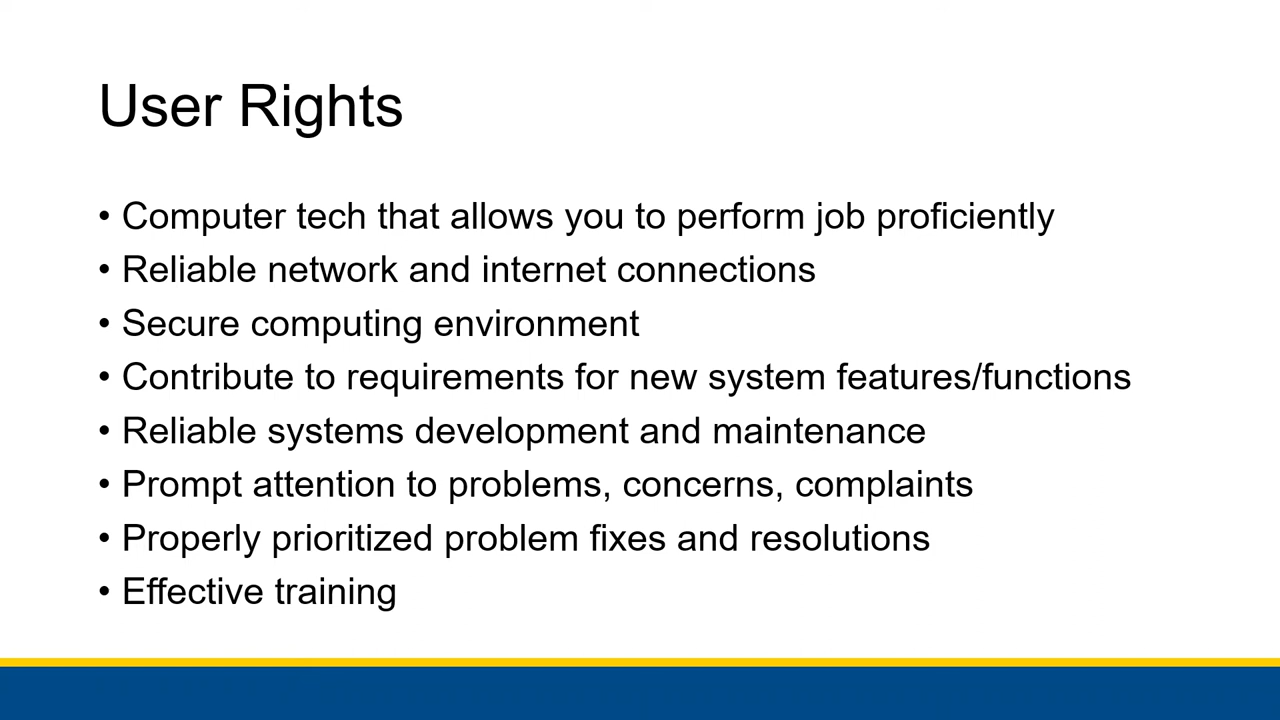 User Rights
• Computer tech that allows you to perform job proficiently
• Reliable network and internet connections
• Secure computing environment
• Contribute to requirements for new system features/functions
• Reliable systems development and maintenance
• Prompt attention to problems, concerns, complaints
• Properly prioritized problem fixes and resolutions
• Effective training